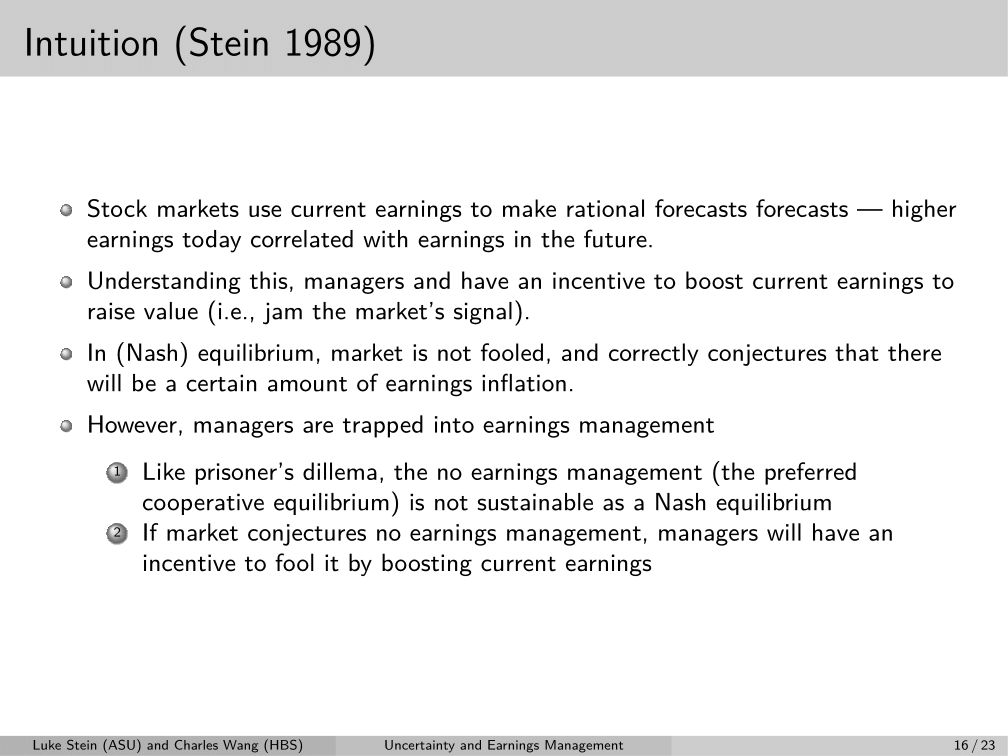 Intuition (Stein 1989)
Stock markets use current earnings to make rational forecasts forecasts — higher
earnings today correlated with earnings in the future.
Understanding this, managers and have an incentive to boost current earnings to
raise value (i.e., jam the market's signal).
In (Nash) equilibrium, market is not fooled, and correctly conjectures that there
will be a certain amount of earnings inflation.
However, managers are trapped into earnings management
1 Like prisoner's dillema, the no earnings management (the preferred
cooperative equilibrium) is not sustainable as a Nash equilibrium
2 If market conjectures no earnings management, managers will have an
incentive to fool it by boosting current earnings
Luke Stein (ASU) and Charles Wang (HBS) Uncertainty and Earnings Management 16 / 23